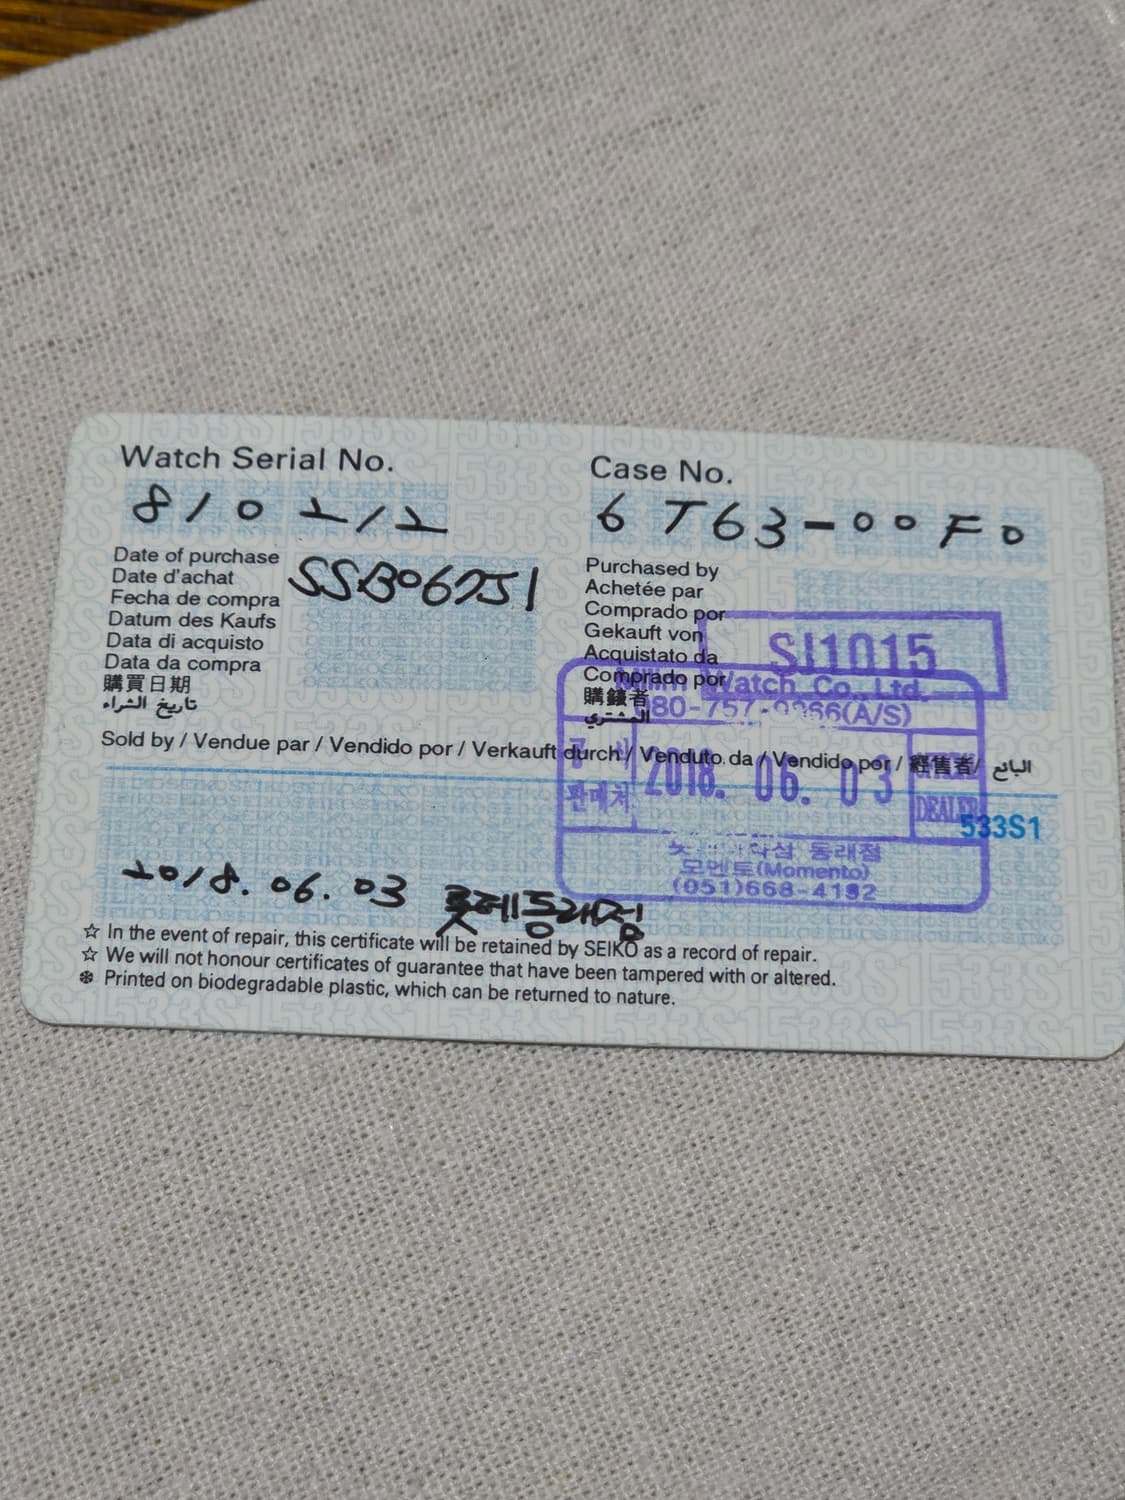 Watch Serial No.
810212
Case No.
6T63-00F0
Date of purchase
Date d'achat
Fecha de compra
Datum des Kaufs
Data di acquisto
Data da compra
購買日期
تاريخ الشراء
SSB067J1
Purchased by
Achetée par
Comprado por
Gekauft von
Acquistato da
Comprado por
購錶者
المشتري
SJ1015
Watch Co., Ltd.
(A/S)
Sold by / Vendue par / Vendido por / Verkauft durch / Venduto da / Vendido por / 經售者/ البائع
판매처
2018. 06. 03
DEALER
533S1
동래점
모멘토(Momento)
(051)668-4192
2018. 06. 03 롯데동래점
☆ In the event of repair, this certificate will be retained by SEIKO as a record of repair.
☆ We will not honour certificates of guarantee that have been tampered with or altered.
❆ Printed on biodegradable plastic, which can be returned to nature.